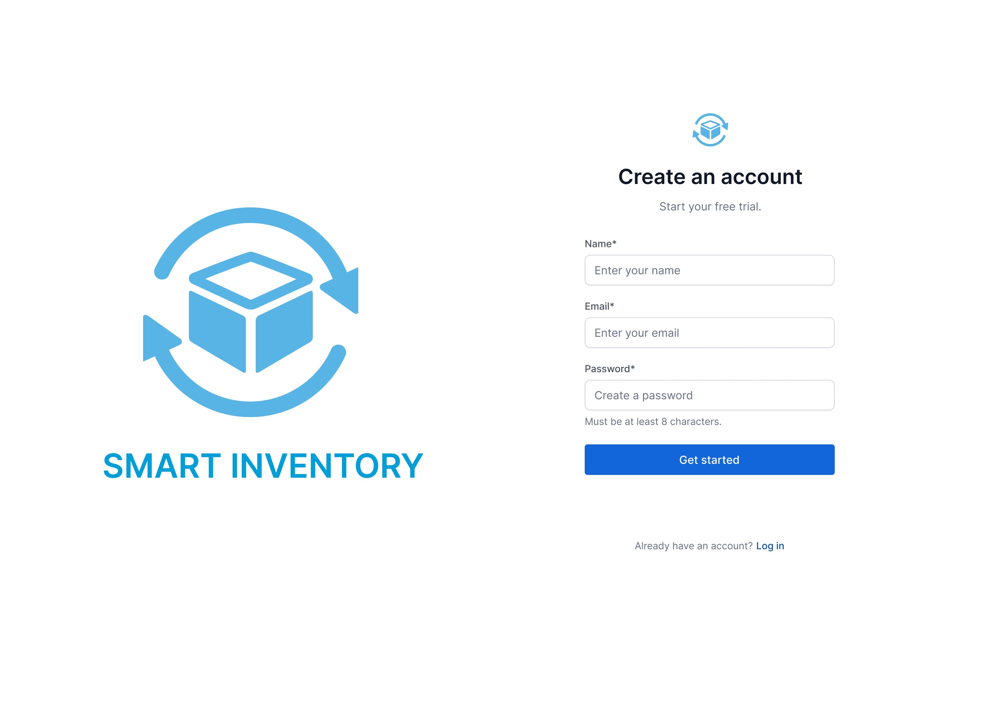 SMART INVENTORY
Create an account
Start your free trial.
Name*
Enter your name
Email*
Enter your email
Password*
Create a password
Must be at least 8 characters.
Get started
Already have an account? Log in